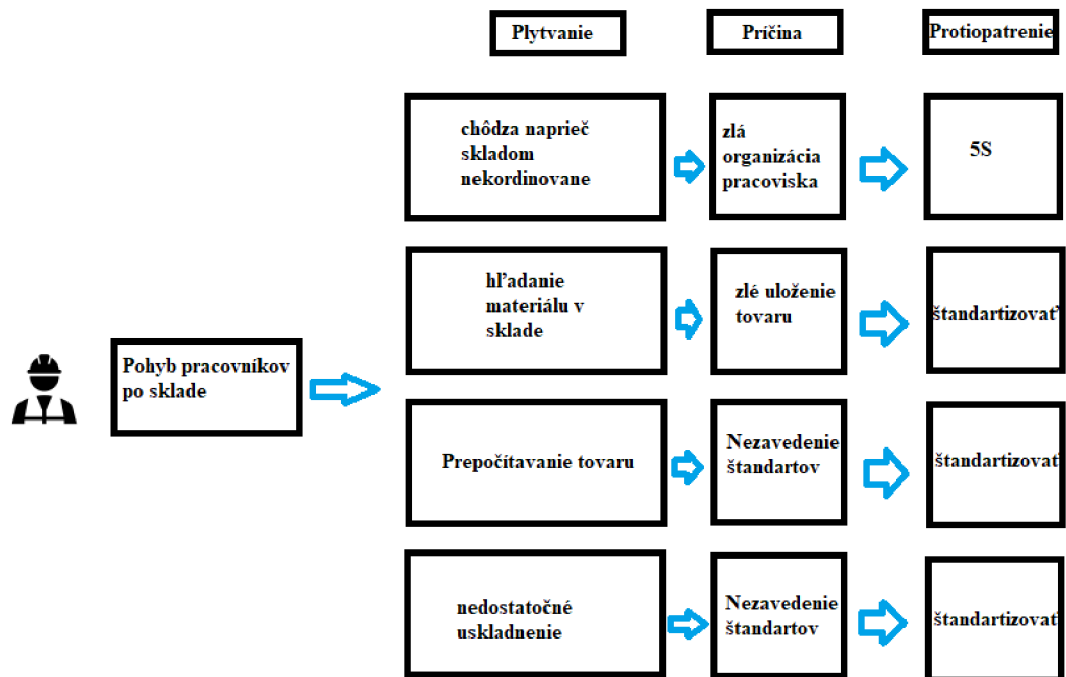 Plytvanie
Príčina
Protiopatrenie
chôdza naprieč
skladom
nekordinovane
zlá
organizácia
pracoviska
5S
hľadanie
materiálu v
sklade
zlé uloženie
tovaru
štandartizovať
Pohyb pracovníkov
po sklade
Prepočítavanie tovaru
Nezavedenie
štandartov
štandartizovať
nedostatočné
uskladnenie
Nezavedenie
štandartov
štandartizovať